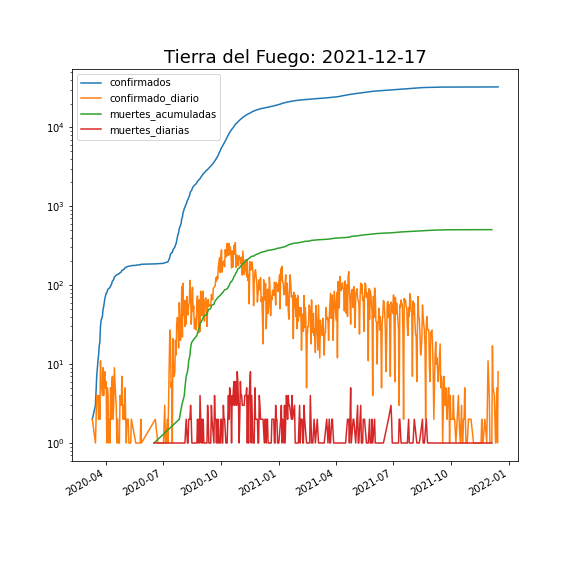 Tierra del Fuego: 2021-12-17
confirmados
confirmado_diario
muertes_acumuladas
muertes_diarias
10⁴
10³
10²
10¹
10⁰
2020-04 2020-07 2020-10 2021-01 2021-04 2021-07 2021-10 2022-01